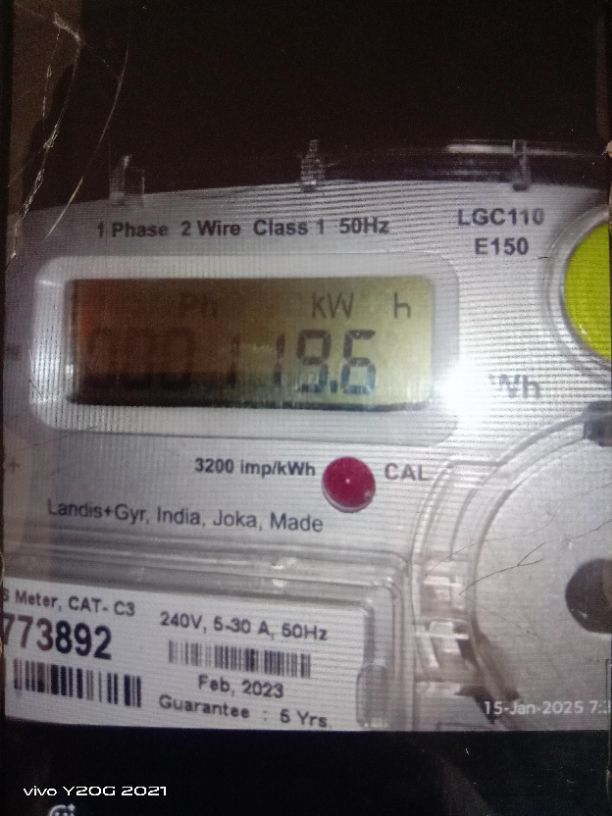 1 Phase 2 Wire Class 1 50Hz
LGC110
E150
Ph kW h
000119.6
Wh
3200 imp/kWh CAL
Landis+Gyr, India, Joka, Made
S Meter, CAT- C3
773892
240V, 5-30 A, 50Hz
Feb, 2023
Guarantee : 5 Yrs.
15-Jan-2025 7:
vivo Y20G 2021